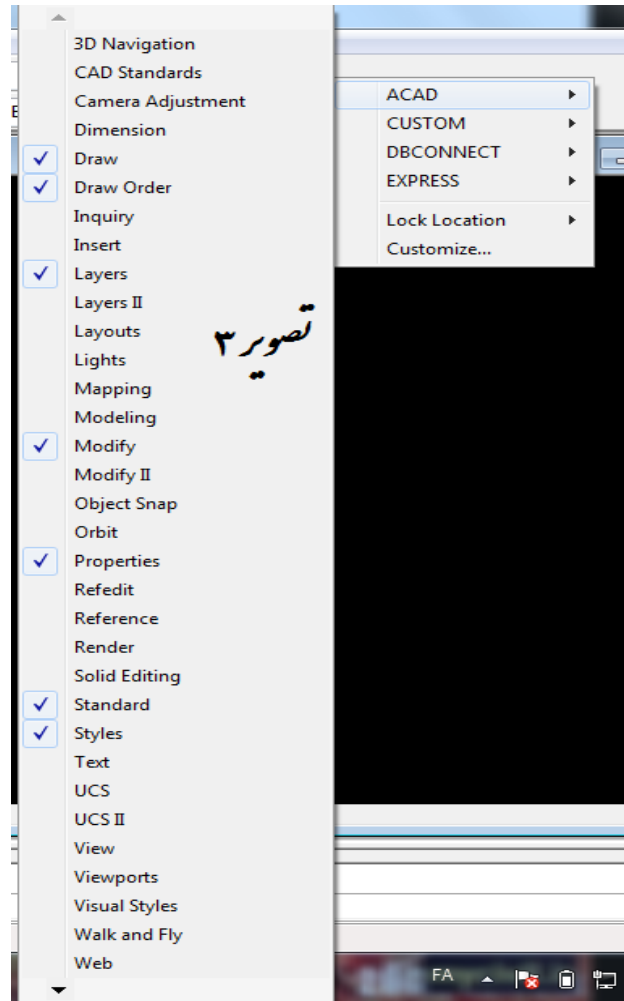 3D Navigation
CAD Standards
Camera Adjustment
Dimension
Draw
Draw Order
Inquiry
Insert
Layers
Layers II
Layouts
Lights
Mapping
Modeling
Modify
Modify II
Object Snap
Orbit
Properties
Refedit
Reference
Render
Solid Editing
Standard
Styles
Text
UCS
UCS II
View
Viewports
Visual Styles
Walk and Fly
Web
ACAD
CUSTOM
DBCONNECT
EXPRESS
Lock Location
Customize...
تصویر ۳
FA